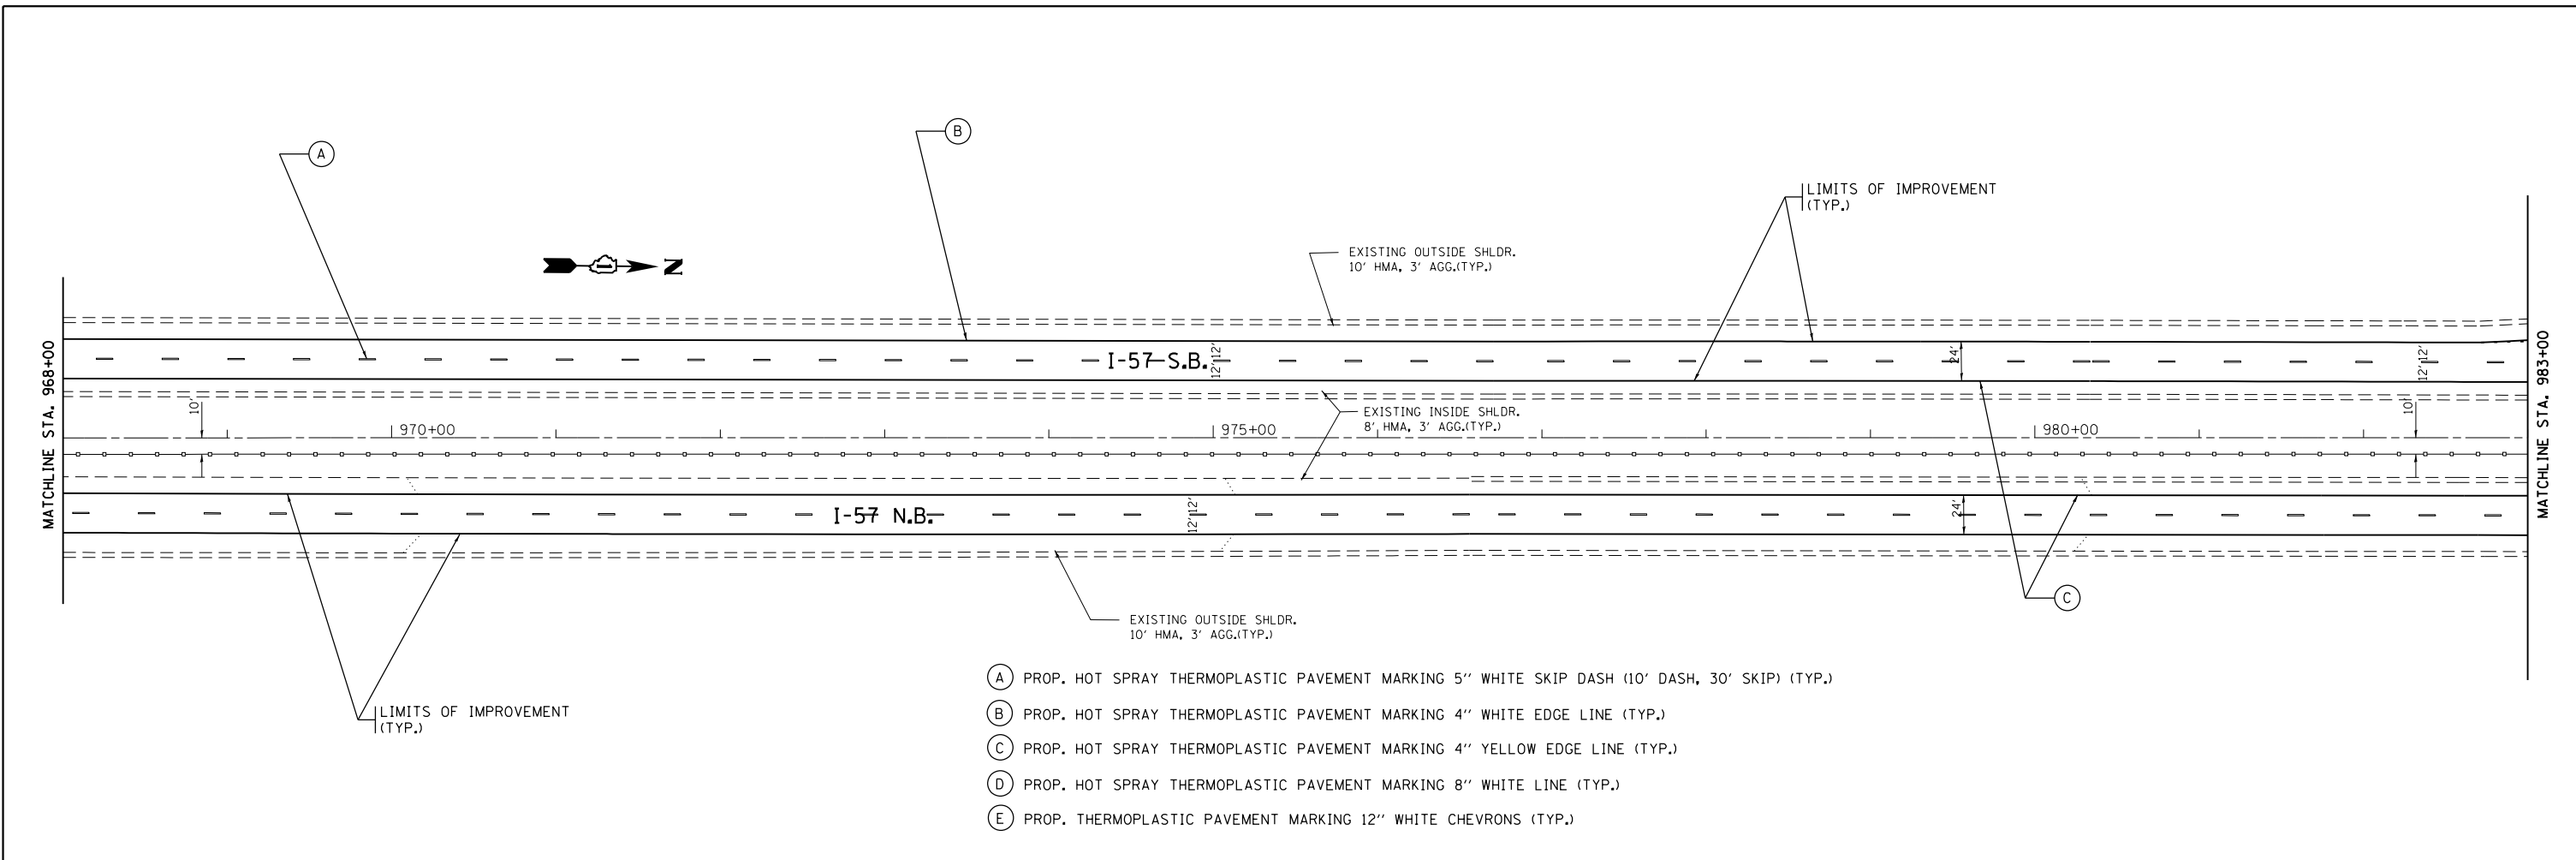 B
A
LIMITS OF IMPROVEMENT
(TYP.)
EXISTING OUTSIDE SHLDR.
10' HMA, 3' AGG.(TYP.)
N
MATCHLINE STA. 968+00
MATCHLINE STA. 983+00
I-57 S.B.
12' 12'
24'
12' 12'
10'
EXISTING INSIDE SHLDR.
8' HMA, 3' AGG.(TYP.)
10'
970+00
975+00
980+00
I-57 N.B.
12' 12'
24'
C
EXISTING OUTSIDE SHLDR.
10' HMA, 3' AGG.(TYP.)
LIMITS OF IMPROVEMENT
(TYP.)
A PROP. HOT SPRAY THERMOPLASTIC PAVEMENT MARKING 5'' WHITE SKIP DASH (10' DASH, 30' SKIP) (TYP.)
B PROP. HOT SPRAY THERMOPLASTIC PAVEMENT MARKING 4'' WHITE EDGE LINE (TYP.)
C PROP. HOT SPRAY THERMOPLASTIC PAVEMENT MARKING 4'' YELLOW EDGE LINE (TYP.)
D PROP. HOT SPRAY THERMOPLASTIC PAVEMENT MARKING 8'' WHITE LINE (TYP.)
E PROP. THERMOPLASTIC PAVEMENT MARKING 12'' WHITE CHEVRONS (TYP.)